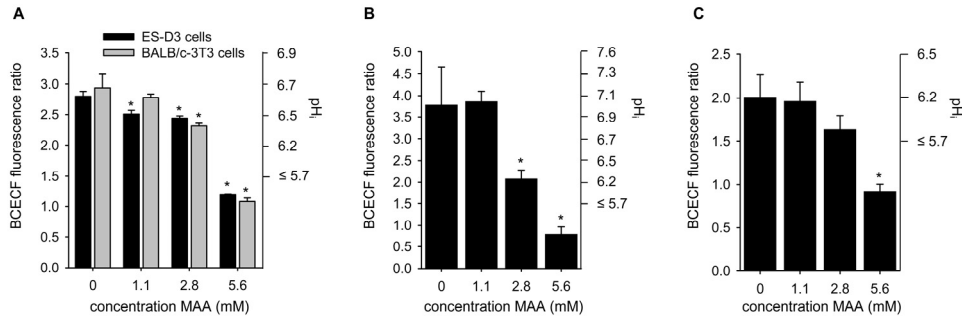 A
ES-D3 cells
BALB/c-3T3 cells
BCECF fluorescence ratio
3.5
3.0
2.5
2.0
1.5
1.0
0.5
0.0
* * * * *
6.9
6.7
6.5
6.2
≤ 5.7
pHi
0 1.1 2.8 5.6
concentration MAA (mM)
B
BCECF fluorescence ratio
5.0
4.5
4.0
3.5
3.0
2.5
2.0
1.5
1.0
0.5
0.0
* *
7.6
7.3
7.1
6.9
6.7
6.5
6.2
≤ 5.7
pHi
0 1.1 2.8 5.6
concentration MAA (mM)
C
BCECF fluorescence ratio
2.5
2.0
1.5
1.0
0.5
0.0
*
6.5
6.2
≤ 5.7
pHi
0 1.1 2.8 5.6
concentration MAA (mM)